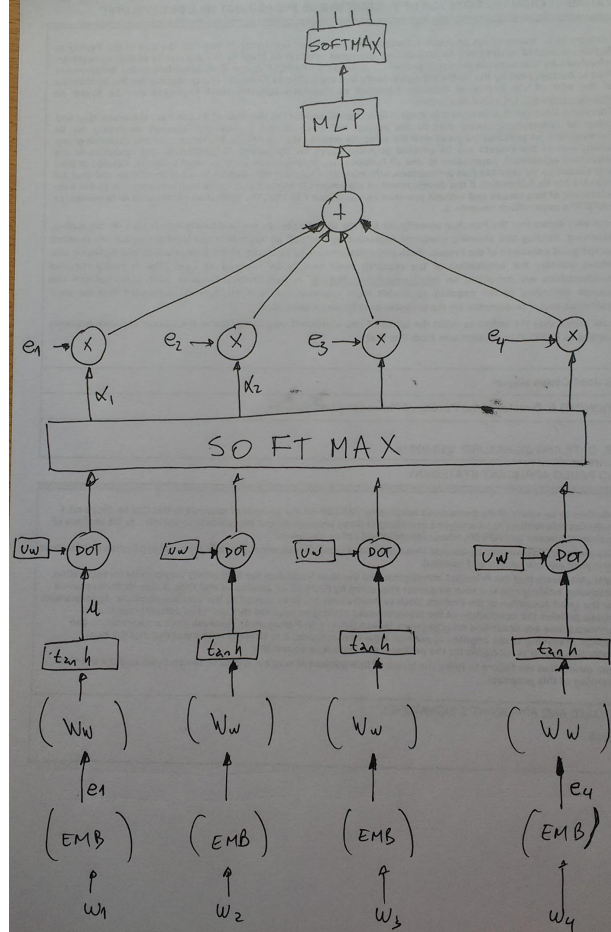 SOFTMAX
MLP
+
e1 x e2 x e3 x e4 x
α1 α2
SOFTMAX
UW DOT UW DOT UW DOT UW DOT
μ
tanh tanh tanh tanh
(WW) (WW) (WW) (WW)
e1 e4
(EMB) (EMB) (EMB) (EMB)
w1 w2 w3 w4